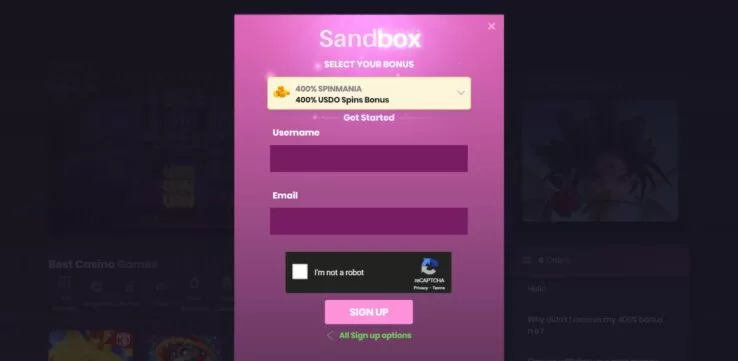 Sandbox
SELECT YOUR BONUS
400% SPINMANIA
400% USDO Spins Bonus
Get Started
Username
Email
I'm not a robot
reCAPTCHA
Privacy - Terms
SIGN UP
All Sign up options
Best Casino Games
Hello
Why didn't I receive my 400% bonus